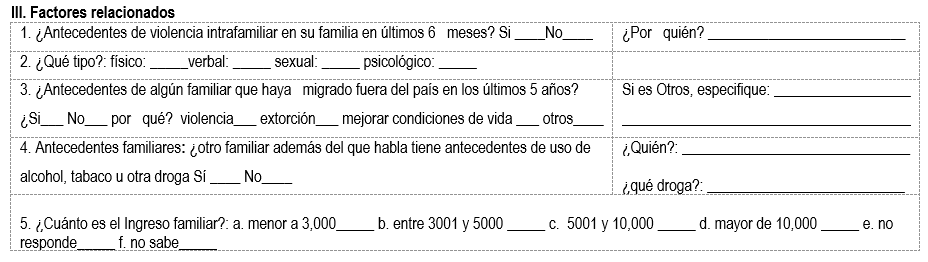 III. Factores relacionados
1. ¿Antecedentes de violencia intrafamiliar en su familia en últimos 6 meses? Si ____No____ ¿Por quién? __________________________
2. ¿Qué tipo?: físico: _____verbal: _____ sexual: _____ psicológico: _____
3. ¿Antecedentes de algún familiar que haya migrado fuera del país en los últimos 5 años? Si es Otros, especifique: __________________
¿Si___ No___ por qué? violencia___ extorción___ mejorar condiciones de vida ___ otros____ ______________________________________
4. Antecedentes familiares: ¿otro familiar además del que habla tiene antecedentes de uso de ¿Quién?: ______________________________
alcohol, tabaco u otra droga Sí ____ No____ ¿qué droga?: __________________________
5. ¿Cuánto es el Ingreso familiar?: a. menor a 3,000_____ b. entre 3001 y 5000 _____ c. 5001 y 10,000 _____ d. mayor de 10,000 _____ e. no
responde_____ f. no sabe_____